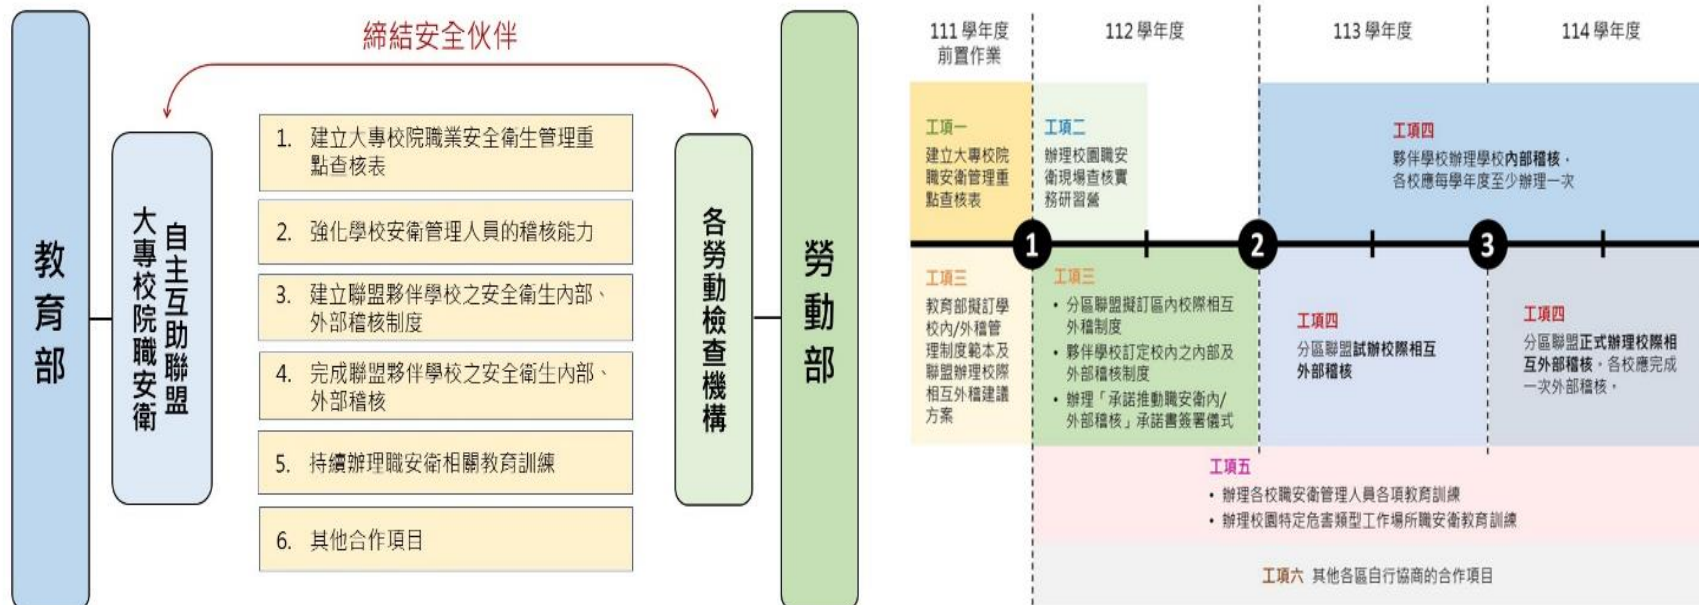 締結安全伙伴
教育部
大專校院職安衛
自主互助聯盟
1. 建立大專校院職業安全衛生管理重
點查核表
2. 強化學校安衛管理人員的稽核能力
3. 建立聯盟夥伴學校之安全衛生內部、
外部稽核制度
4. 完成聯盟夥伴學校之安全衛生內部、
外部稽核
5. 持續辦理職安衛相關教育訓練
6. 其他合作項目
各勞動檢查機構
勞動部
111 學年度
前置作業
112 學年度
113 學年度
114 學年度
工項一
建立大專校院
職安衛管理重
點查核表
工項二
辦理校園職安
衛現場查核實
務研習營
工項四
夥伴學校辦理學校內部稽核，
各校應每學年度至少辦理一次
1
2
3
工項三
教育部擬訂學
校內/外稽管
理制度範本及
聯盟辦理校際
相互外稽建議
方案
工項三
• 分區聯盟擬訂區內校際相互
外稽制度
• 夥伴學校訂定校內之內部及
外部稽核制度
• 辦理「承諾推動職安衛內/
外部稽核」承諾書簽署儀式
工項四
分區聯盟試辦校際相互
外部稽核
工項四
分區聯盟正式辦理校際相
互外部稽核，各校應完成
一次外部稽核，
工項五
• 辦理各校職安衛管理人員各項教育訓練
• 辦理校園特定危害類型工作場所職安衛教育訓練
工項六 其他各區自行協商的合作項目